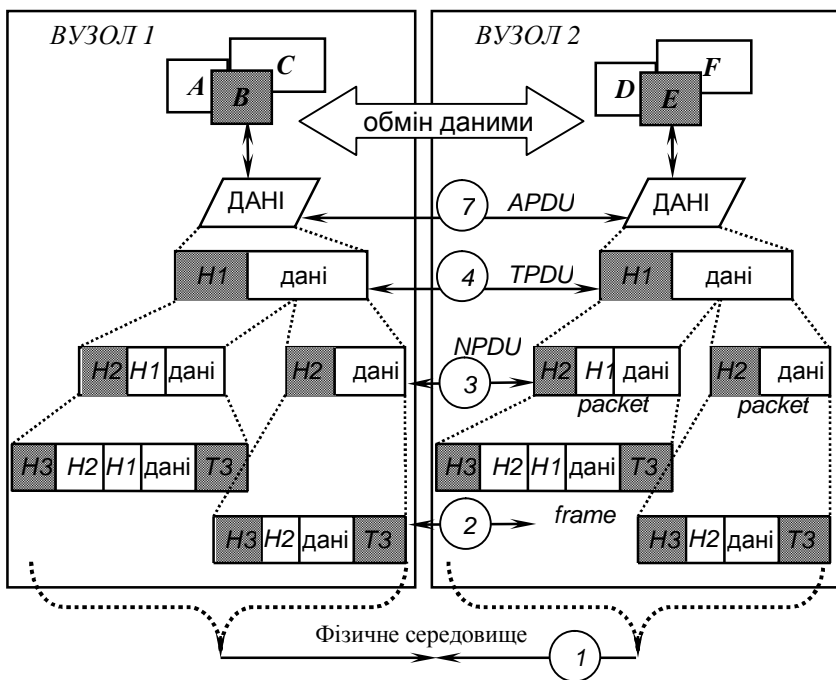 ВУЗОЛ 1
ВУЗОЛ 2
A
B
C
D
E
F
обмін даними
ДАНІ
7
APDU
ДАНІ
H1
дані
4
TPDU
H1
дані
NPDU
H2
H1
дані
H2
дані
3
H2
H1
дані
H2
дані
packet
packet
H3
H2
H1
дані
T3
H3
H2
H1
дані
T3
H3
H2
дані
T3
2
frame
H3
H2
дані
T3
Фізичне середовище
1